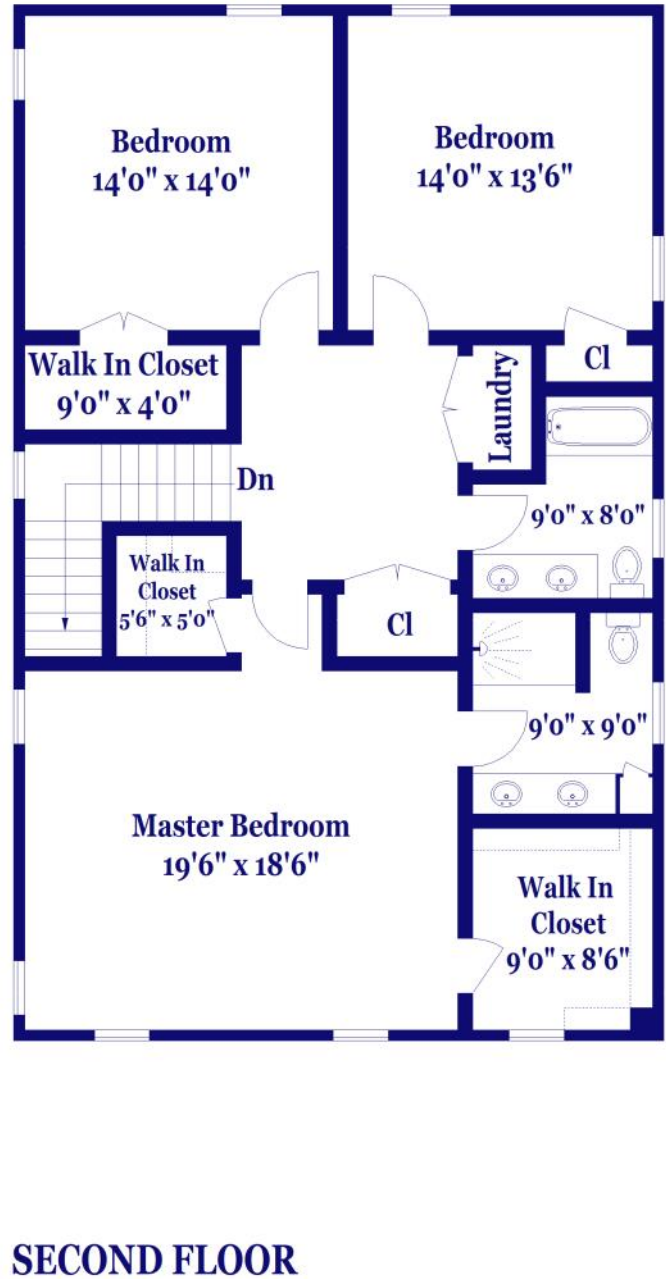 Bedroom
14'0" x 14'0"
Bedroom
14'0" x 13'6"
Walk In Closet
9'0" x 4'0"
Laundry
Cl
Dn
9'0" x 8'0"
Walk In
Closet
5'6" x 5'0"
Cl
9'0" x 9'0"
Master Bedroom
19'6" x 18'6"
Walk In
Closet
9'0" x 8'6"
SECOND FLOOR